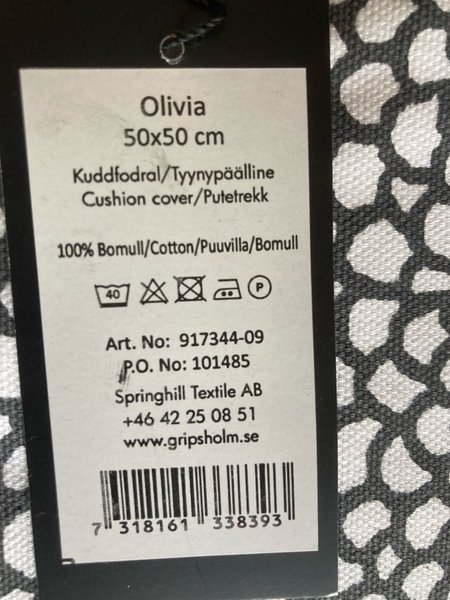 Olivia
50x50 cm
Kuddfodral/Tyynypäälline
Cushion cover/Putetrekk
100% Bomull/Cotton/Puuvilla/Bomull
40 P
Art. No: 917344-09
P.O. No: 101485
Springhill Textile AB
+46 42 25 08 51
www.gripsholm.se
7 318161 338393